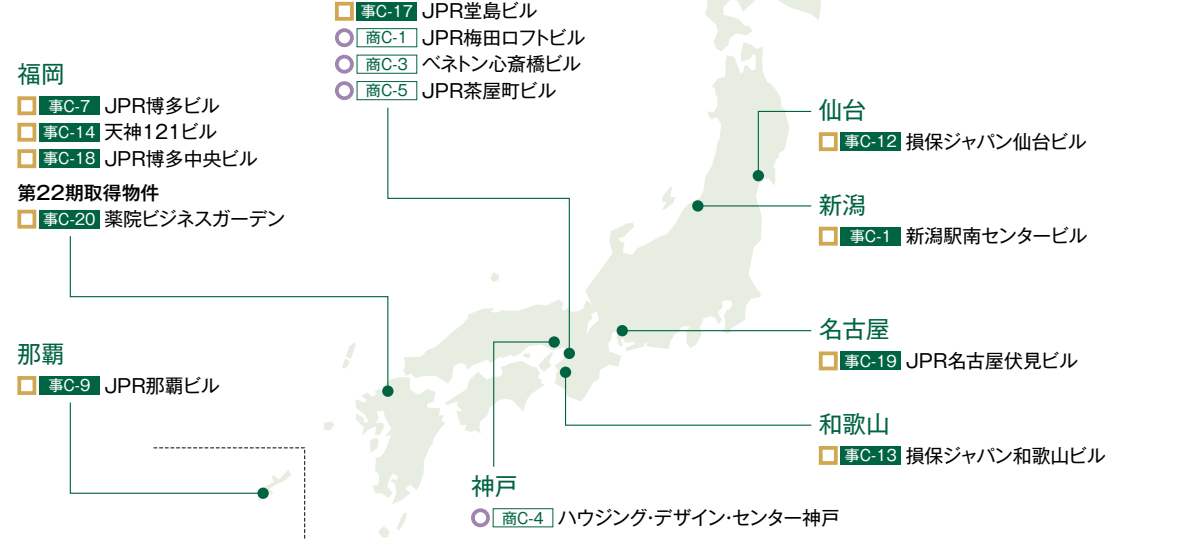 事C-17 JPR堂島ビル
商C-1 JPR梅田ロフトビル
商C-3 ベネトン心斎橋ビル
商C-5 JPR茶屋町ビル
福岡
事C-7 JPR博多ビル
事C-14 天神121ビル
事C-18 JPR博多中央ビル
第22期取得物件
事C-20 薬院ビジネスガーデン
那覇
事C-9 JPR那覇ビル
仙台
事C-12 損保ジャパン仙台ビル
新潟
事C-1 新潟駅南センタービル
名古屋
事C-19 JPR名古屋伏見ビル
和歌山
事C-13 損保ジャパン和歌山ビル
神戸
商C-4 ハウジング・デザイン・センター神戸